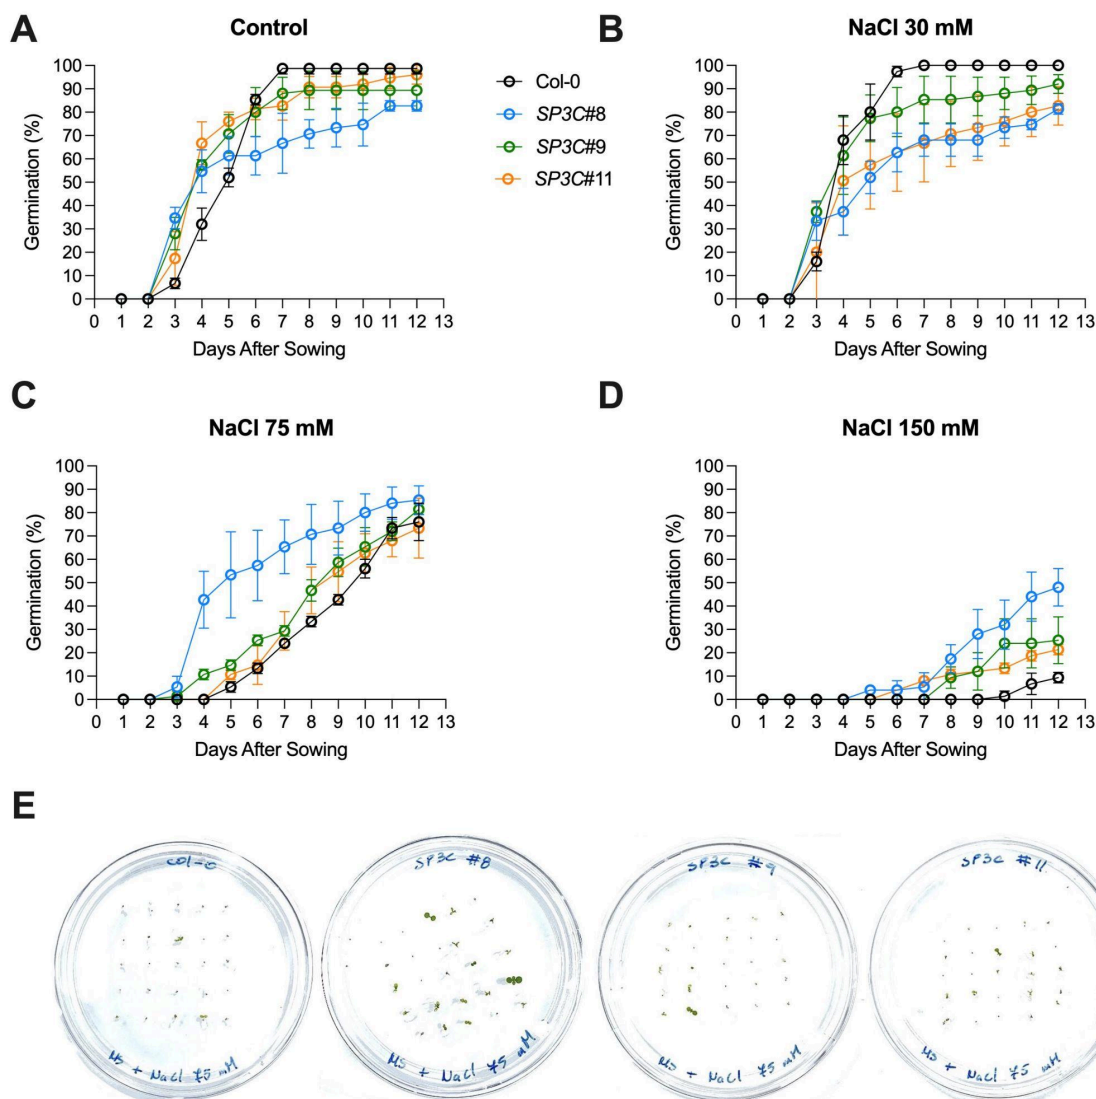 A
Control
Germination (%)
100
90
80
70
60
50
40
30
20
10
0
0 1 2 3 4 5 6 7 8 9 10 11 12 13
Days After Sowing
Col-0
SP3C#8
SP3C#9
SP3C#11
B
NaCl 30 mM
Germination (%)
100
90
80
70
60
50
40
30
20
10
0
0 1 2 3 4 5 6 7 8 9 10 11 12 13
Days After Sowing
C
NaCl 75 mM
Germination (%)
100
90
80
70
60
50
40
30
20
10
0
0 1 2 3 4 5 6 7 8 9 10 11 12 13
Days After Sowing
D
NaCl 150 mM
Germination (%)
100
90
80
70
60
50
40
30
20
10
0
0 1 2 3 4 5 6 7 8 9 10 11 12 13
Days After Sowing
E
Col-0
MS + NaCl 75 mM
SP3C #8
MS + NaCl 75 mM
SP3C #9
MS + NaCl 75 mM
SP3C #11
MS + NaCl 75 mM